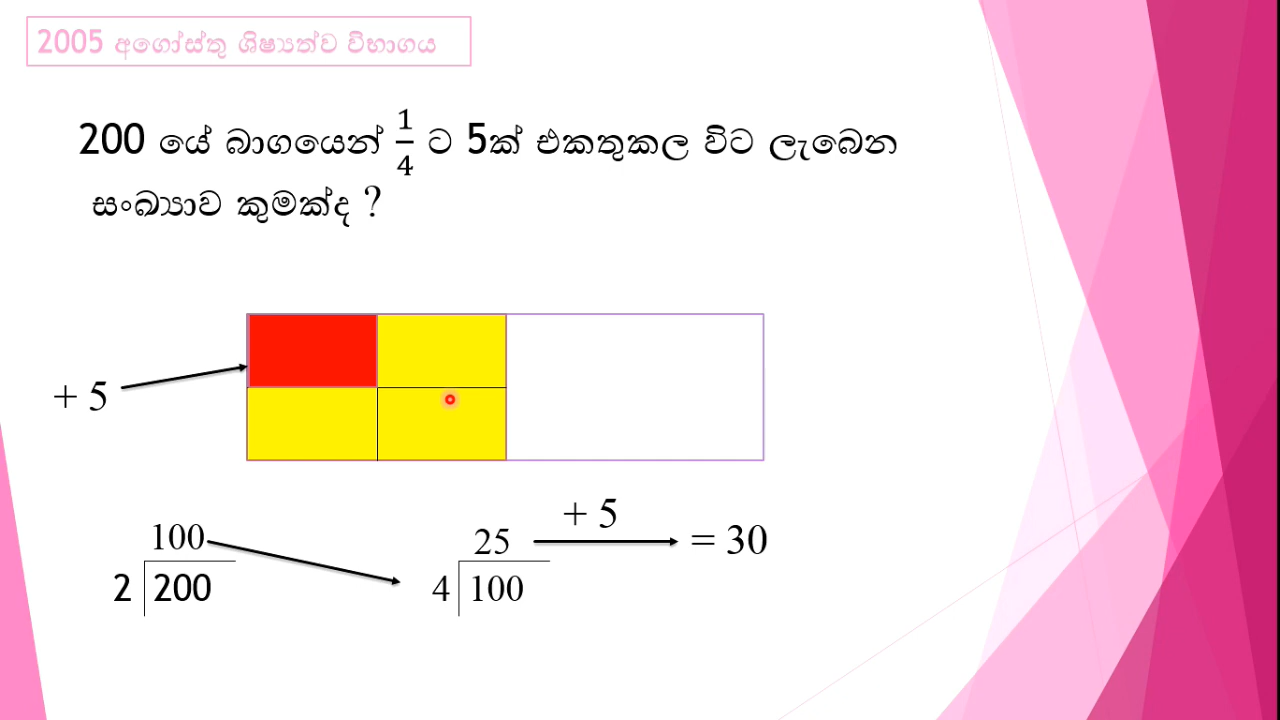 2005 අගෝස්තු ශිෂ්‍යත්ව විභාගය
200 යේ බාගයෙන් 1/4 ට 5ක් එකතුකල විට ලැබෙන
සංඛ්‍යාව කුමක්ද ?
+ 5
+ 5
100 25 = 30
2 200 4 100